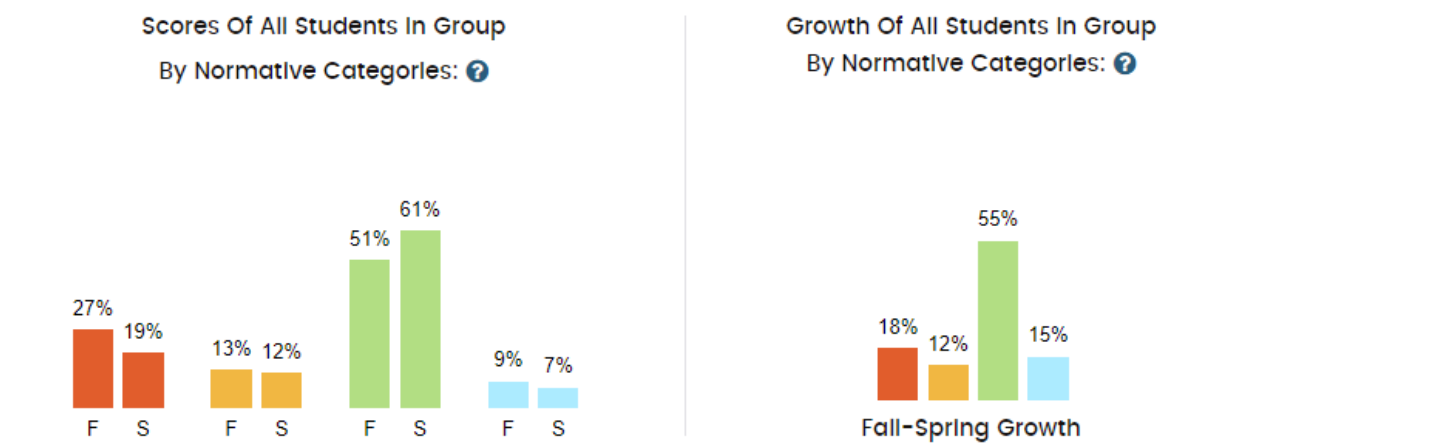 Scores Of All Students In Group
By Normative Categories: ?
61%
51%
27%
19%
13% 12%
9% 7%
F S F S F S F S
Growth Of All Students In Group
By Normative Categories: ?
55%
18% 12% 15%
Fall-Spring Growth